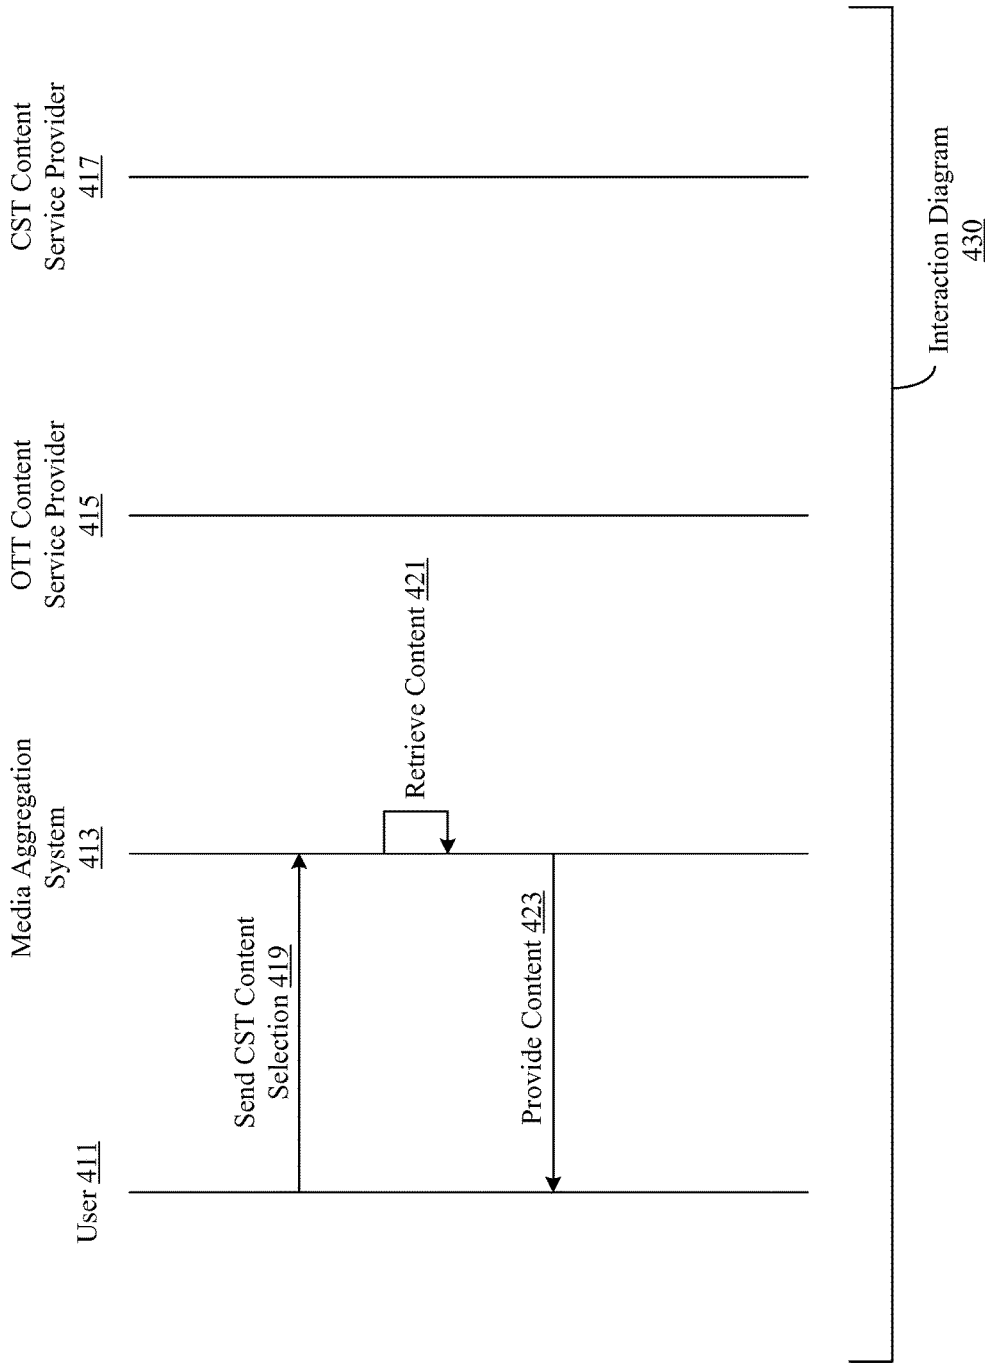 User 411
Media Aggregation
System
413
OTT Content
Service Provider
415
CST Content
Service Provider
417
Send CST Content
Selection 419
Retrieve Content 421
Provide Content 423
Interaction Diagram
430